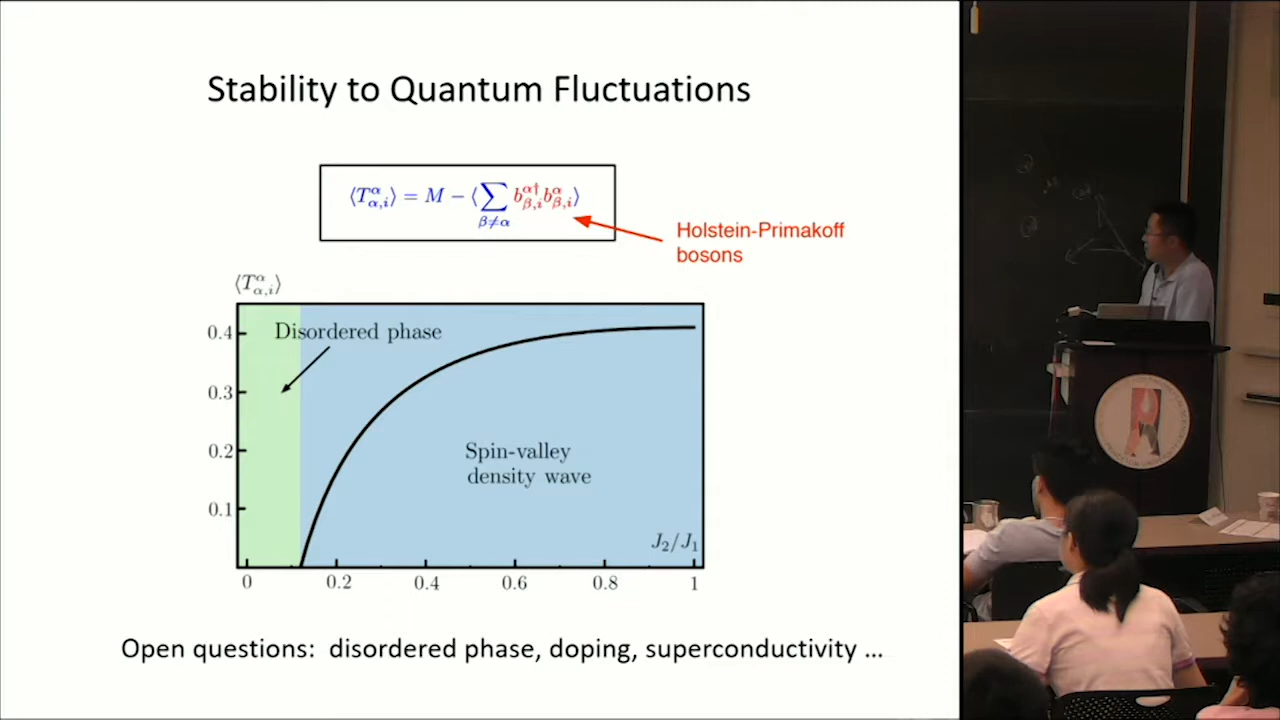 Stability to Quantum Fluctuations
⟨T^α_{α,i}⟩ = M − ⟨∑_{β≠α} b^{α†}_{β,i} b^α_{β,i}⟩
Holstein-Primakoff
bosons
⟨T^α_{α,i}⟩
0.4
Disordered phase
0.3
0.2
Spin-valley
density wave
0.1
J_2/J_1
0 0.2 0.4 0.6 0.8 1
Open questions: disordered phase, doping, superconductivity ...